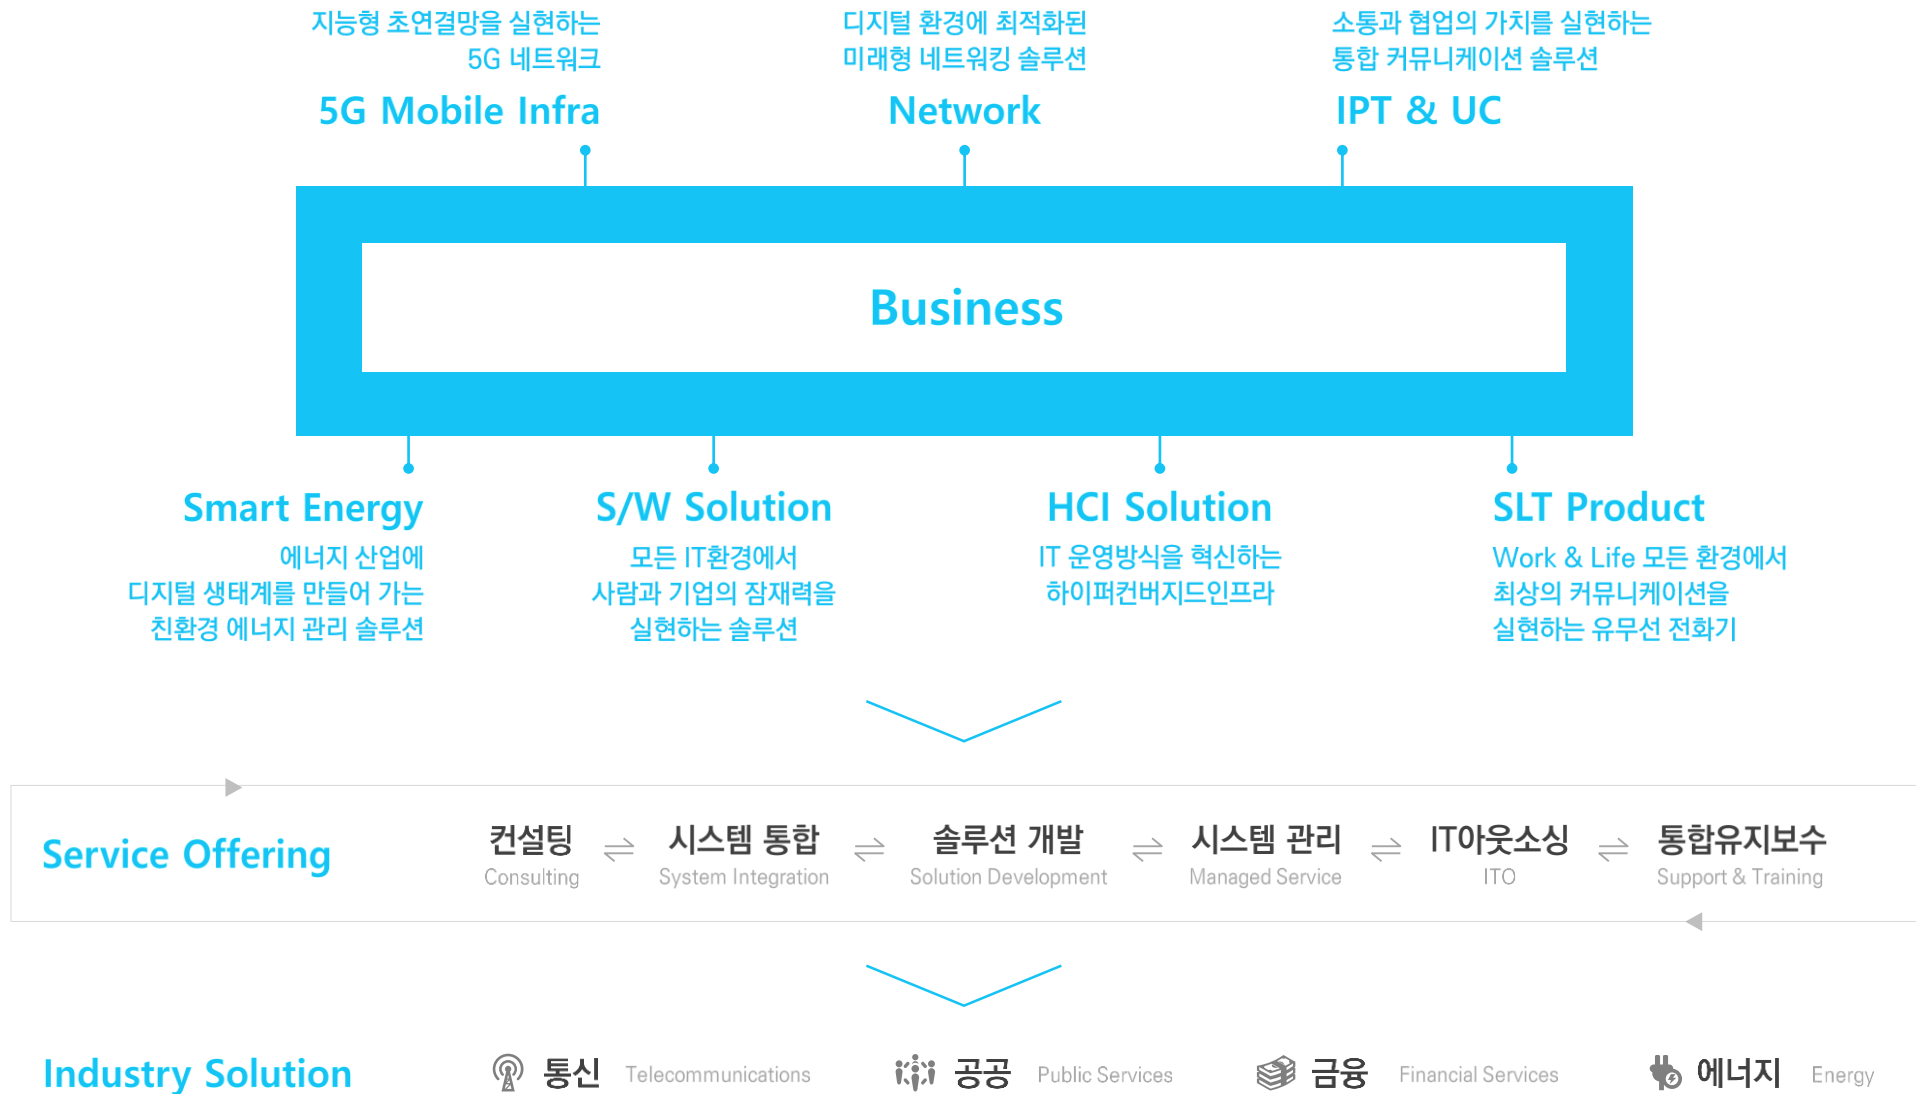 지능형 초연결망을 실현하는
5G 네트워크
5G Mobile Infra
디지털 환경에 최적화된
미래형 네트워킹 솔루션
Network
소통과 협업의 가치를 실현하는
통합 커뮤니케이션 솔루션
IPT & UC
Business
Smart Energy
에너지 산업에
디지털 생태계를 만들어 가는
친환경 에너지 관리 솔루션
S/W Solution
모든 IT환경에서
사람과 기업의 잠재력을
실현하는 솔루션
HCI Solution
IT 운영방식을 혁신하는
하이퍼컨버지드인프라
SLT Product
Work & Life 모든 환경에서
최상의 커뮤니케이션을
실현하는 유무선 전화기
Service Offering
컨설팅
Consulting
시스템 통합
System Integration
솔루션 개발
Solution Development
시스템 관리
Managed Service
IT아웃소싱
ITO
통합유지보수
Support & Training
Industry Solution
통신 Telecommunications
공공 Public Services
금융 Financial Services
에너지 Energy